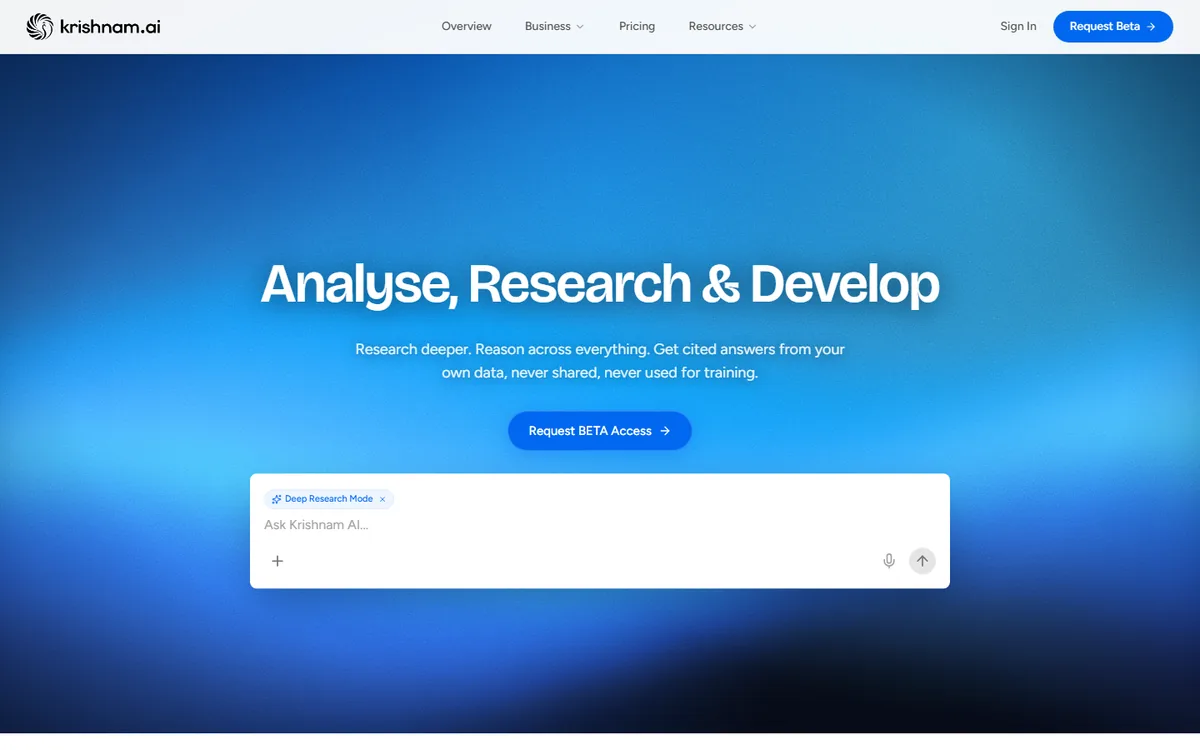 krishnam.ai
Overview
Business
Pricing
Resources
Sign In
Request Beta →
Analyse, Research & Develop
Research deeper. Reason across everything. Get cited answers from your
own data, never shared, never used for training.
Request BETA Access →
Deep Research Mode ×
Ask Krishnam AI...